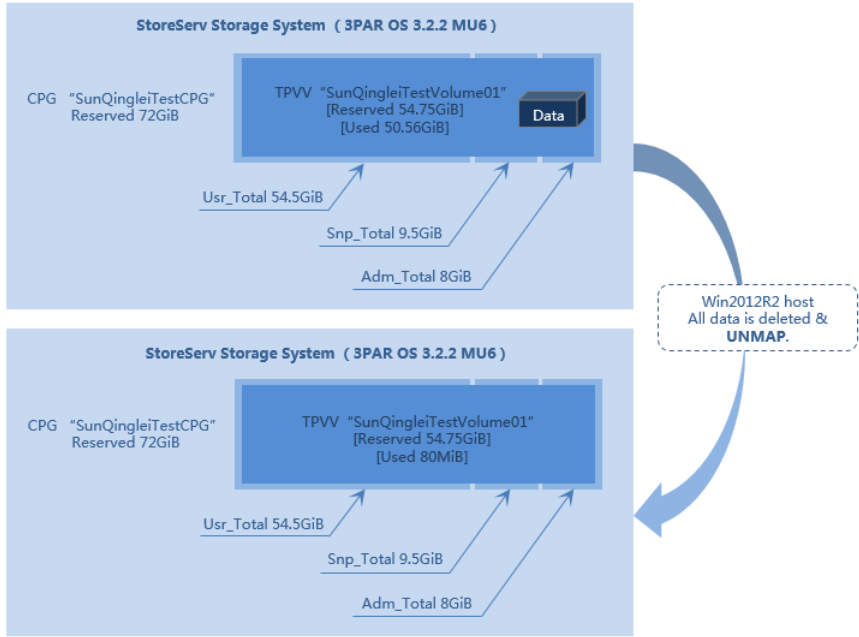 StoreServ Storage System ( 3PAR OS 3.2.2 MU6 )
CPG “SunQingleiTestCPG”
Reserved 72GiB
TPVV “SunQingleiTestVolume01”
[Reserved 54.75GiB]
[Used 50.56GiB]
Data
Usr_Total 54.5GiB
Snp_Total 9.5GiB
Adm_Total 8GiB
Win2012R2 host
All data is deleted &
UNMAP.
StoreServ Storage System ( 3PAR OS 3.2.2 MU6 )
CPG “SunQingleiTestCPG”
Reserved 72GiB
TPVV “SunQingleiTestVolume01”
[Reserved 54.75GiB]
[Used 80MiB]
Usr_Total 54.5GiB
Snp_Total 9.5GiB
Adm_Total 8GiB